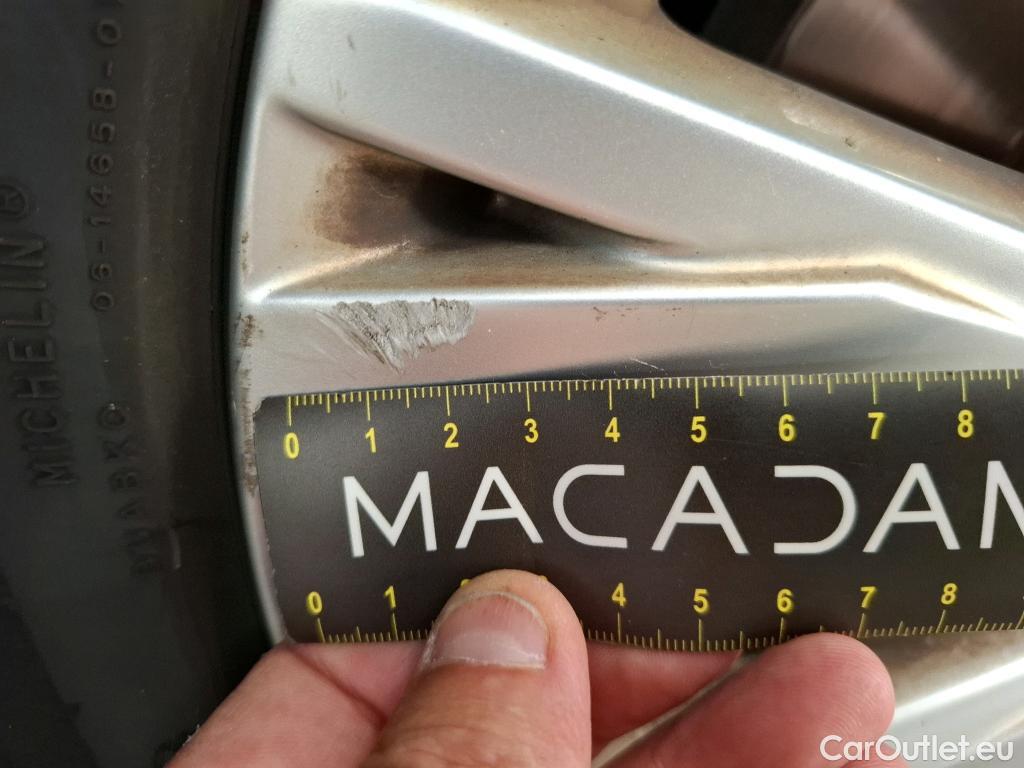 MICHELIN®
0 1 2 3 4 5 6 7 8
MACADAM
0 1 4 5 6 7 8
CarOutlet.eu